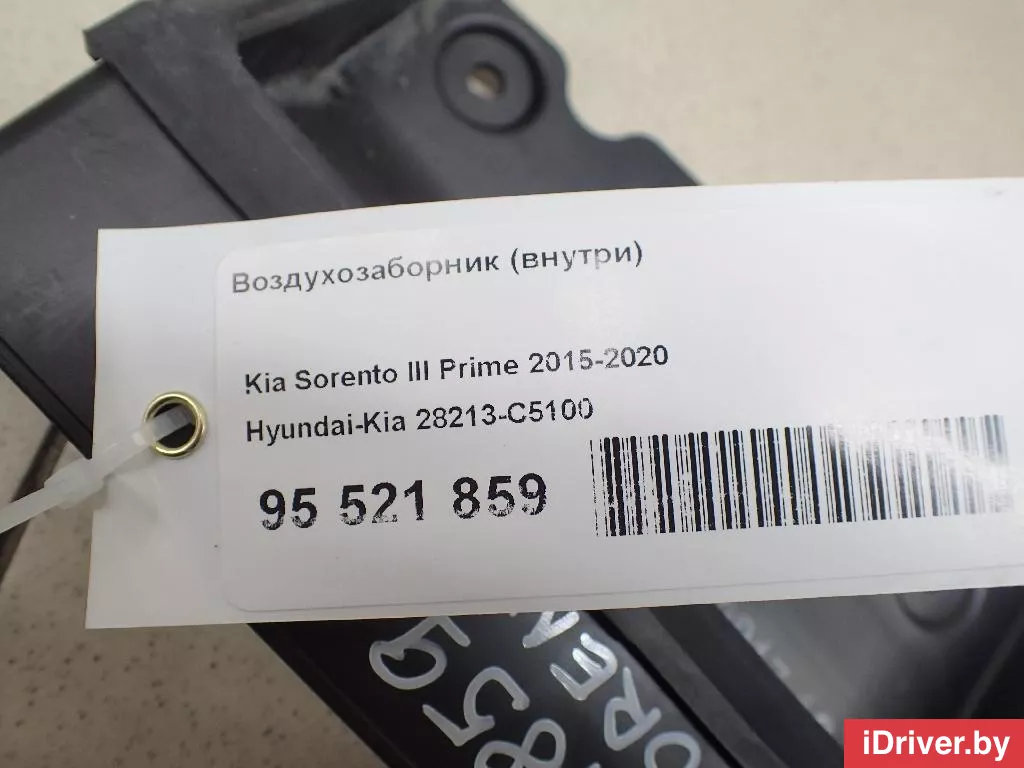 Воздухозаборник (внутри)
Kia Sorento III Prime 2015-2020
Hyundai-Kia 28213-C5100
95 521 859
iDriver.by